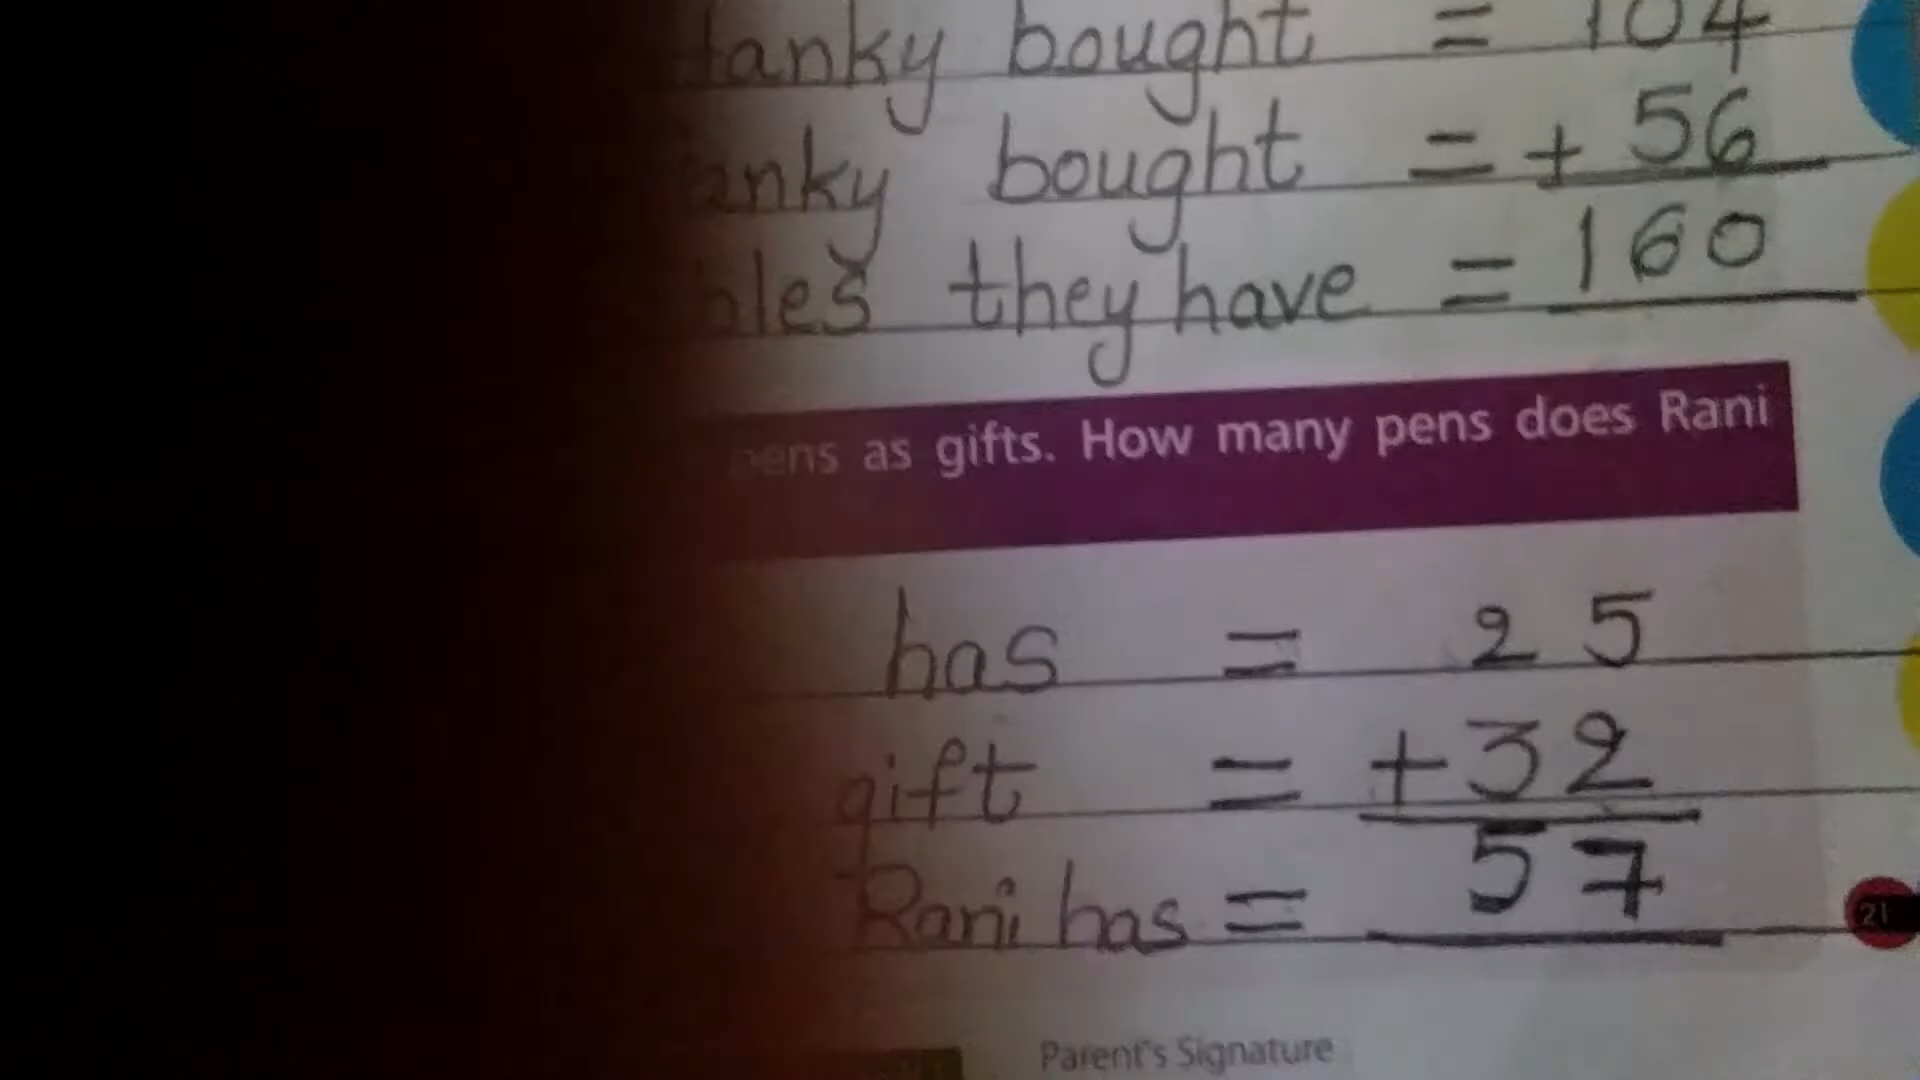 bought = 104
bought = + 56
they have = 160
as gifts. How many pens does Rani
has = 25
gift = +32
57
Rani has =
21
Parent's Signature